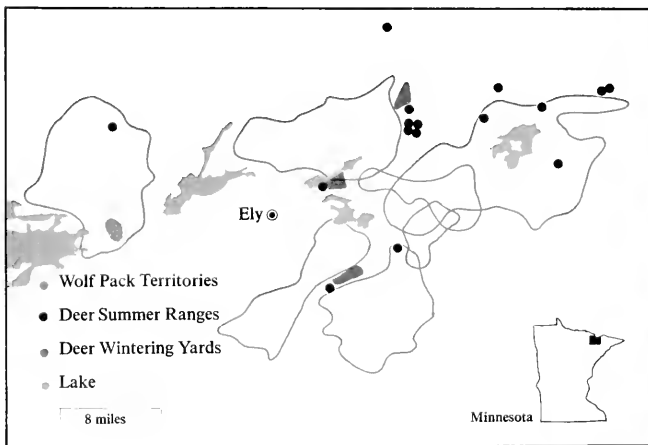 Ely
Wolf Pack Territories
Deer Summer Ranges
Deer Wintering Yards
Lake
8 miles
Minnesota